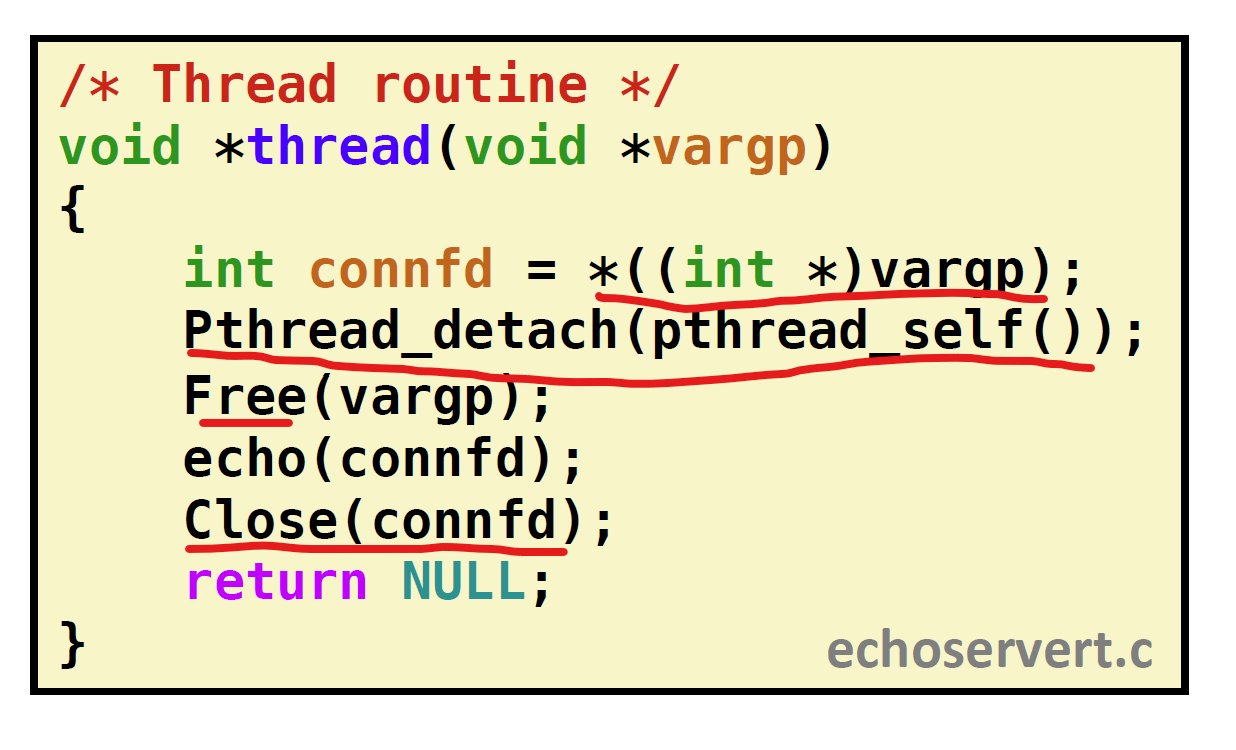 /* Thread routine */
void *thread(void *vargp)
{
    int connfd = *((int *)vargp);
    Pthread_detach(pthread_self());
    Free(vargp);
    echo(connfd);
    Close(connfd);
    return NULL;
}
echoservert.c